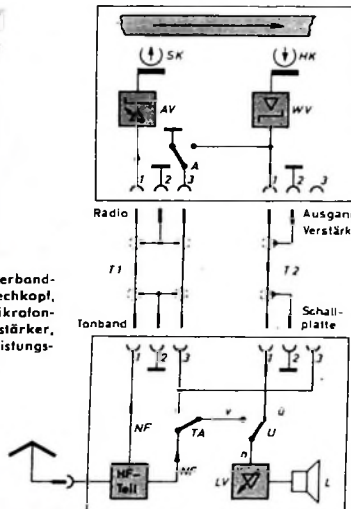 SK HK
AV WV
A
1 2 3 1 2 3
Radio
Verstärk
T1 T2
Tonband
Schall-
platte
erband-
echkopf,
ikrofon-
stärker,
istungs-
1 2 3 1 2 3
NF
TA v ü
U
n
HF-
Teil
NF
LV L